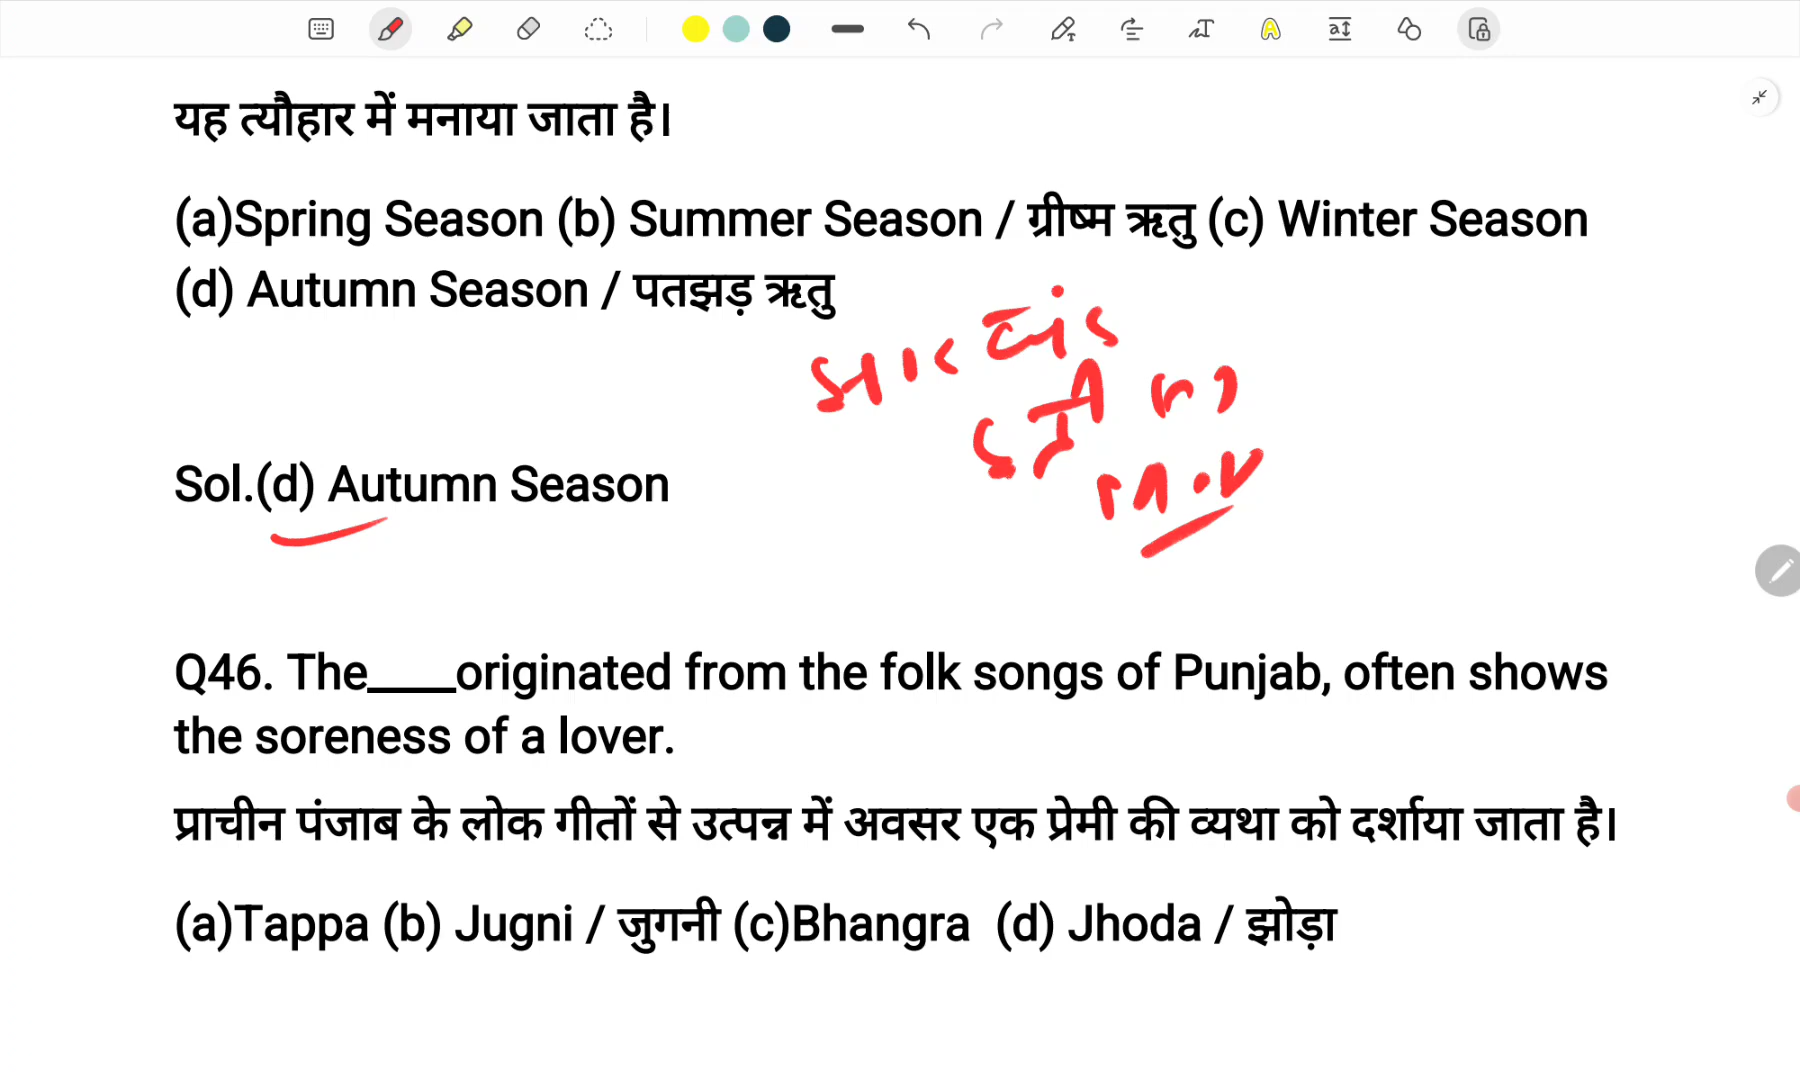 यह त्यौहार में मनाया जाता है।
(a)Spring Season (b) Summer Season / ग्रीष्म ऋतु (c) Winter Season
(d) Autumn Season / पतझड़ ऋतु
Sol.(d) Autumn Season
Q46. The____originated from the folk songs of Punjab, often shows
the soreness of a lover.
प्राचीन पंजाब के लोक गीतों से उत्पन्न में अवसर एक प्रेमी की व्यथा को दर्शाया जाता है।
(a)Tappa (b) Jugni / जुगनी (c)Bhangra (d) Jhoda / झोड़ा